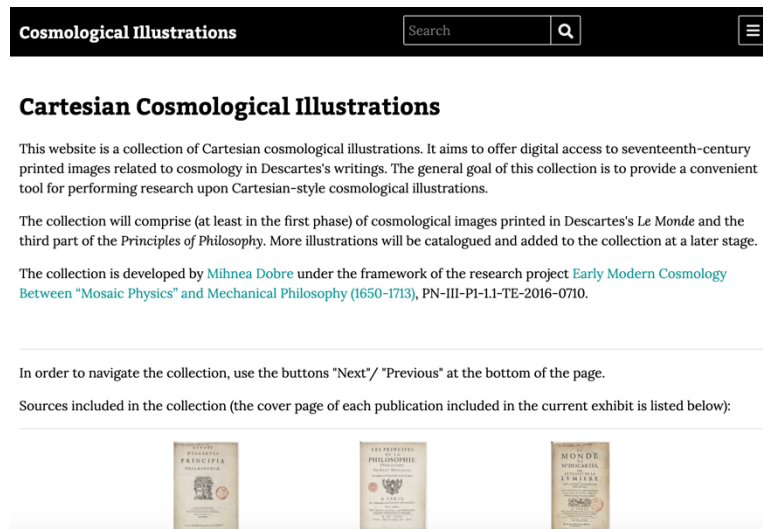 Cosmological Illustrations
Search
Cartesian Cosmological Illustrations
This website is a collection of Cartesian cosmological illustrations. It aims to offer digital access to seventeenth-century
printed images related to cosmology in Descartes's writings. The general goal of this collection is to provide a convenient
tool for performing research upon Cartesian-style cosmological illustrations.
The collection will comprise (at least in the first phase) of cosmological images printed in Descartes's Le Monde and the
third part of the Principles of Philosophy. More illustrations will be catalogued and added to the collection at a later stage.
The collection is developed by Mihnea Dobre under the framework of the research project Early Modern Cosmology
Between “Mosaic Physics” and Mechanical Philosophy (1650-1713), PN-III-P1-1.1-TE-2016-0710.
In order to navigate the collection, use the buttons "Next"/ "Previous" at the bottom of the page.
Sources included in the collection (the cover page of each publication included in the current exhibit is listed below):
DESCARTES
PRINCIPIA
PHILOSOPHIÆ
LES PRINCIPES
DE LA
PHILOSOPHIE
A PARIS
LE
MONDE
DE
MR DESCARTES,
LVMIERE